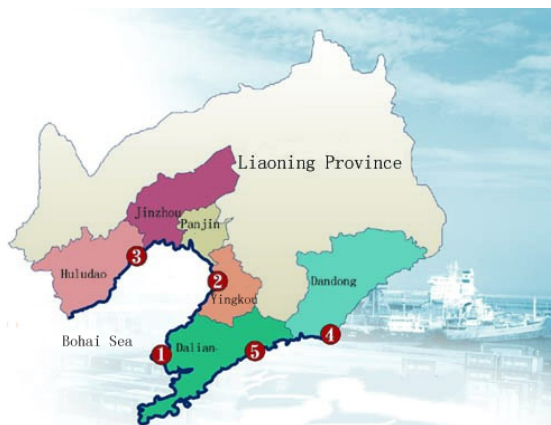 Liaoning Province
Jinzhou
Panjin
3
Huludao
2
Yingkou
Dandong
Bohai Sea
1
Dalian
5
4